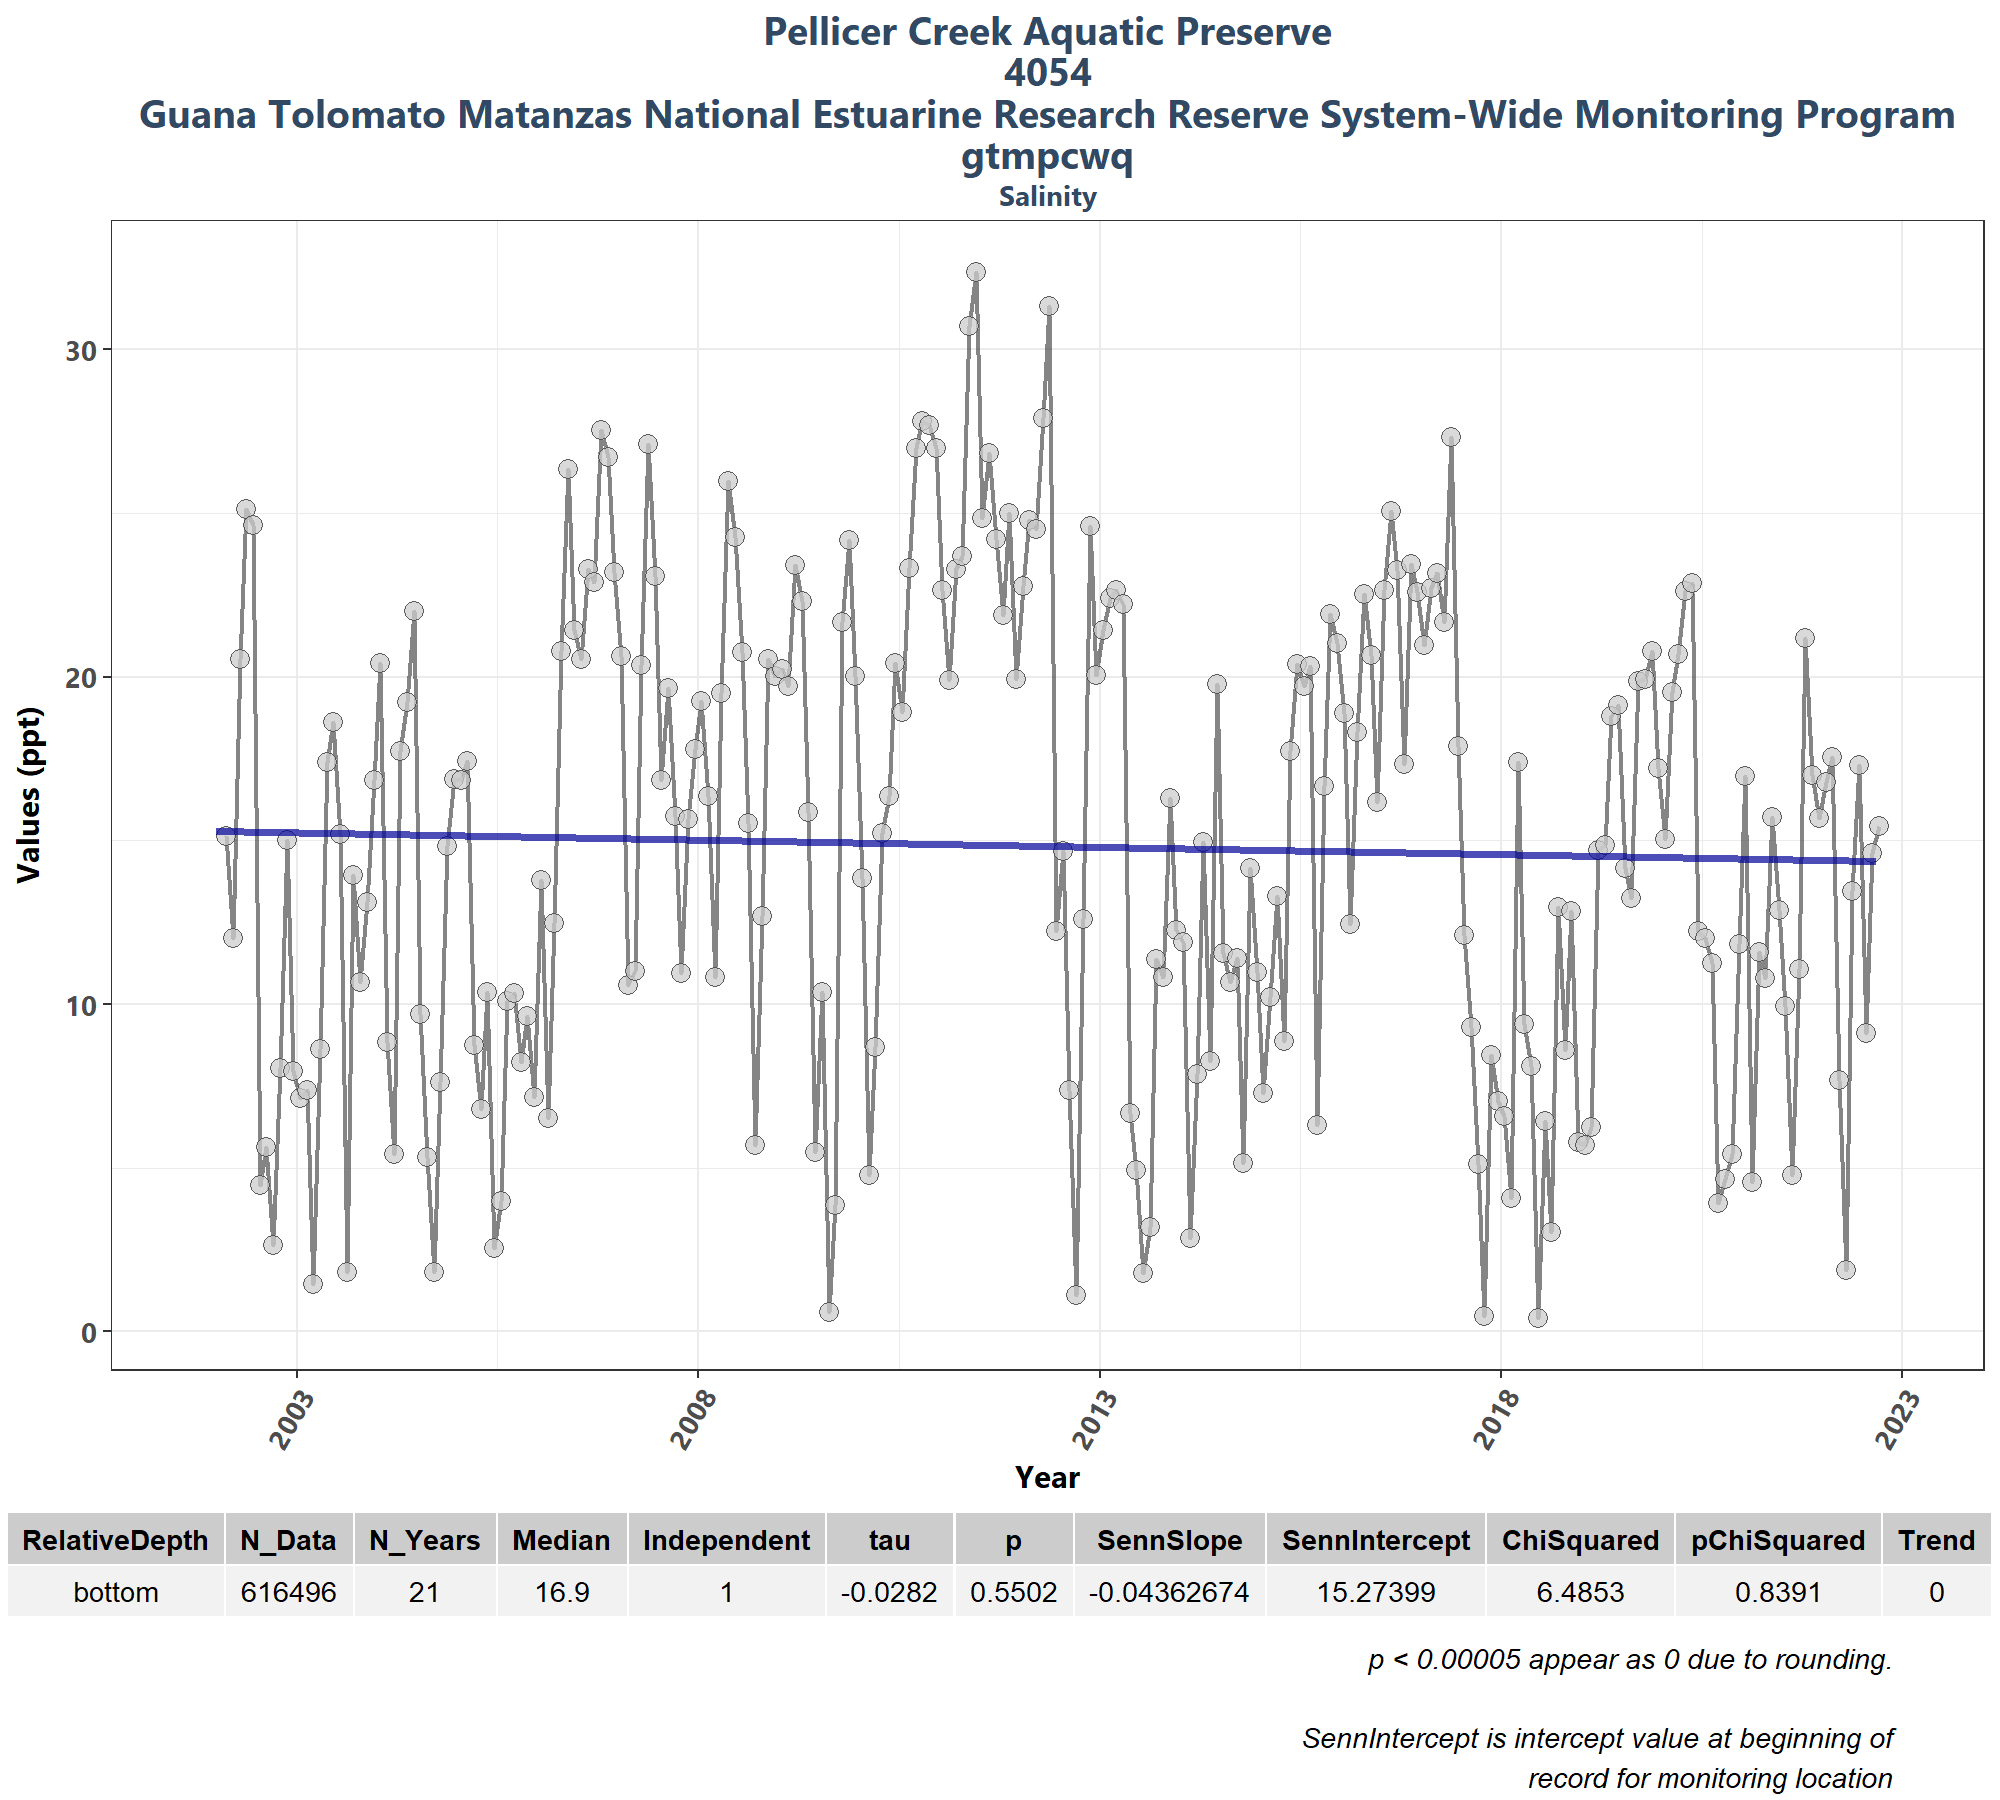 Pellicer Creek Aquatic Preserve
4054
Guana Tolomato Matanzas National Estuarine Research Reserve System-Wide Monitoring Program
gtmpcwq
Salinity
Values (ppt)
30
20
10
0
2003 2008 2013 2018 2023
Year
RelativeDepth N_Data N_Years Median Independent tau p SennSlope SennIntercept ChiSquared pChiSquared Trend
bottom 616496 21 16.9 1 -0.0282 0.5502 -0.04362674 15.27399 6.4853 0.8391 0
p < 0.00005 appear as 0 due to rounding.
SennIntercept is intercept value at beginning of
record for monitoring location